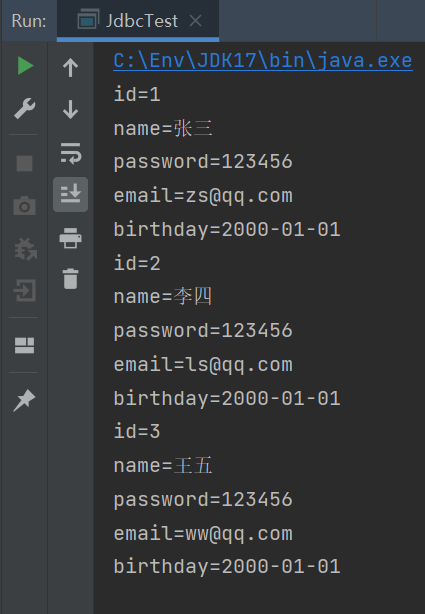 Run: JdbcTest
C:\Env\JDK17\bin\java.exe
id=1
name=张三
password=123456
email=zs@qq.com
birthday=2000-01-01
id=2
name=李四
password=123456
email=ls@qq.com
birthday=2000-01-01
id=3
name=王五
password=123456
email=ww@qq.com
birthday=2000-01-01